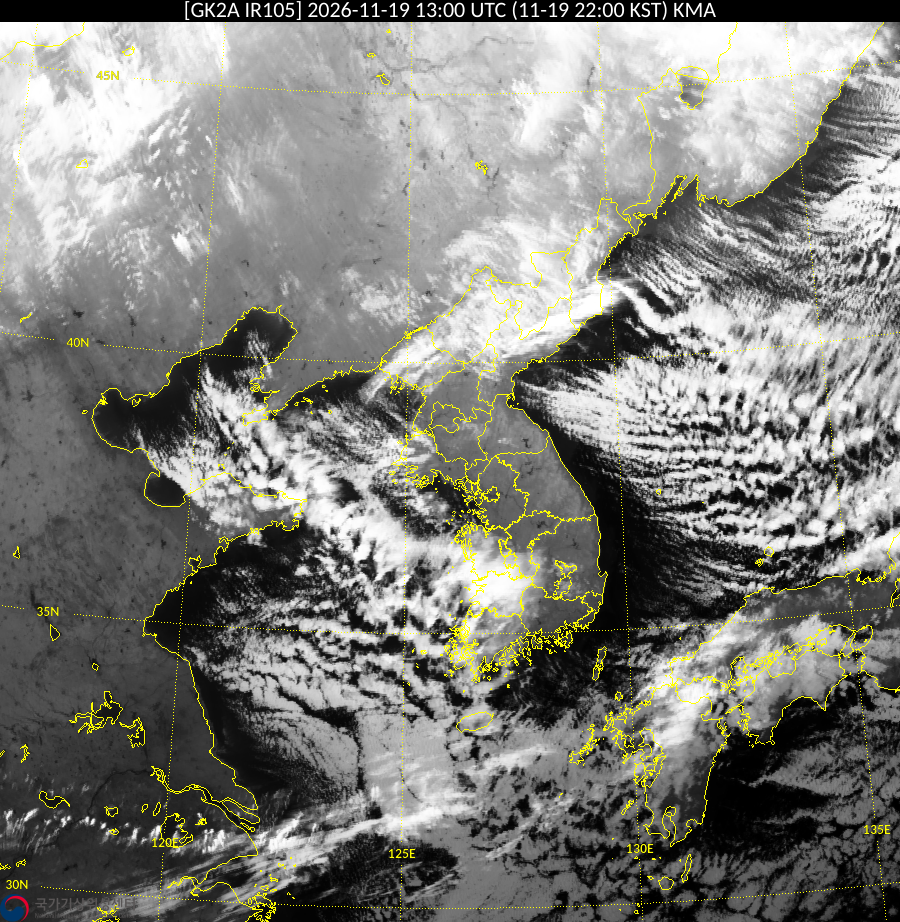 [GK2A IR105] 2026-11-19 13:00 UTC (11-19 22:00 KST) KMA
45N
40N
35N
120E
125E
130E
135E
30N